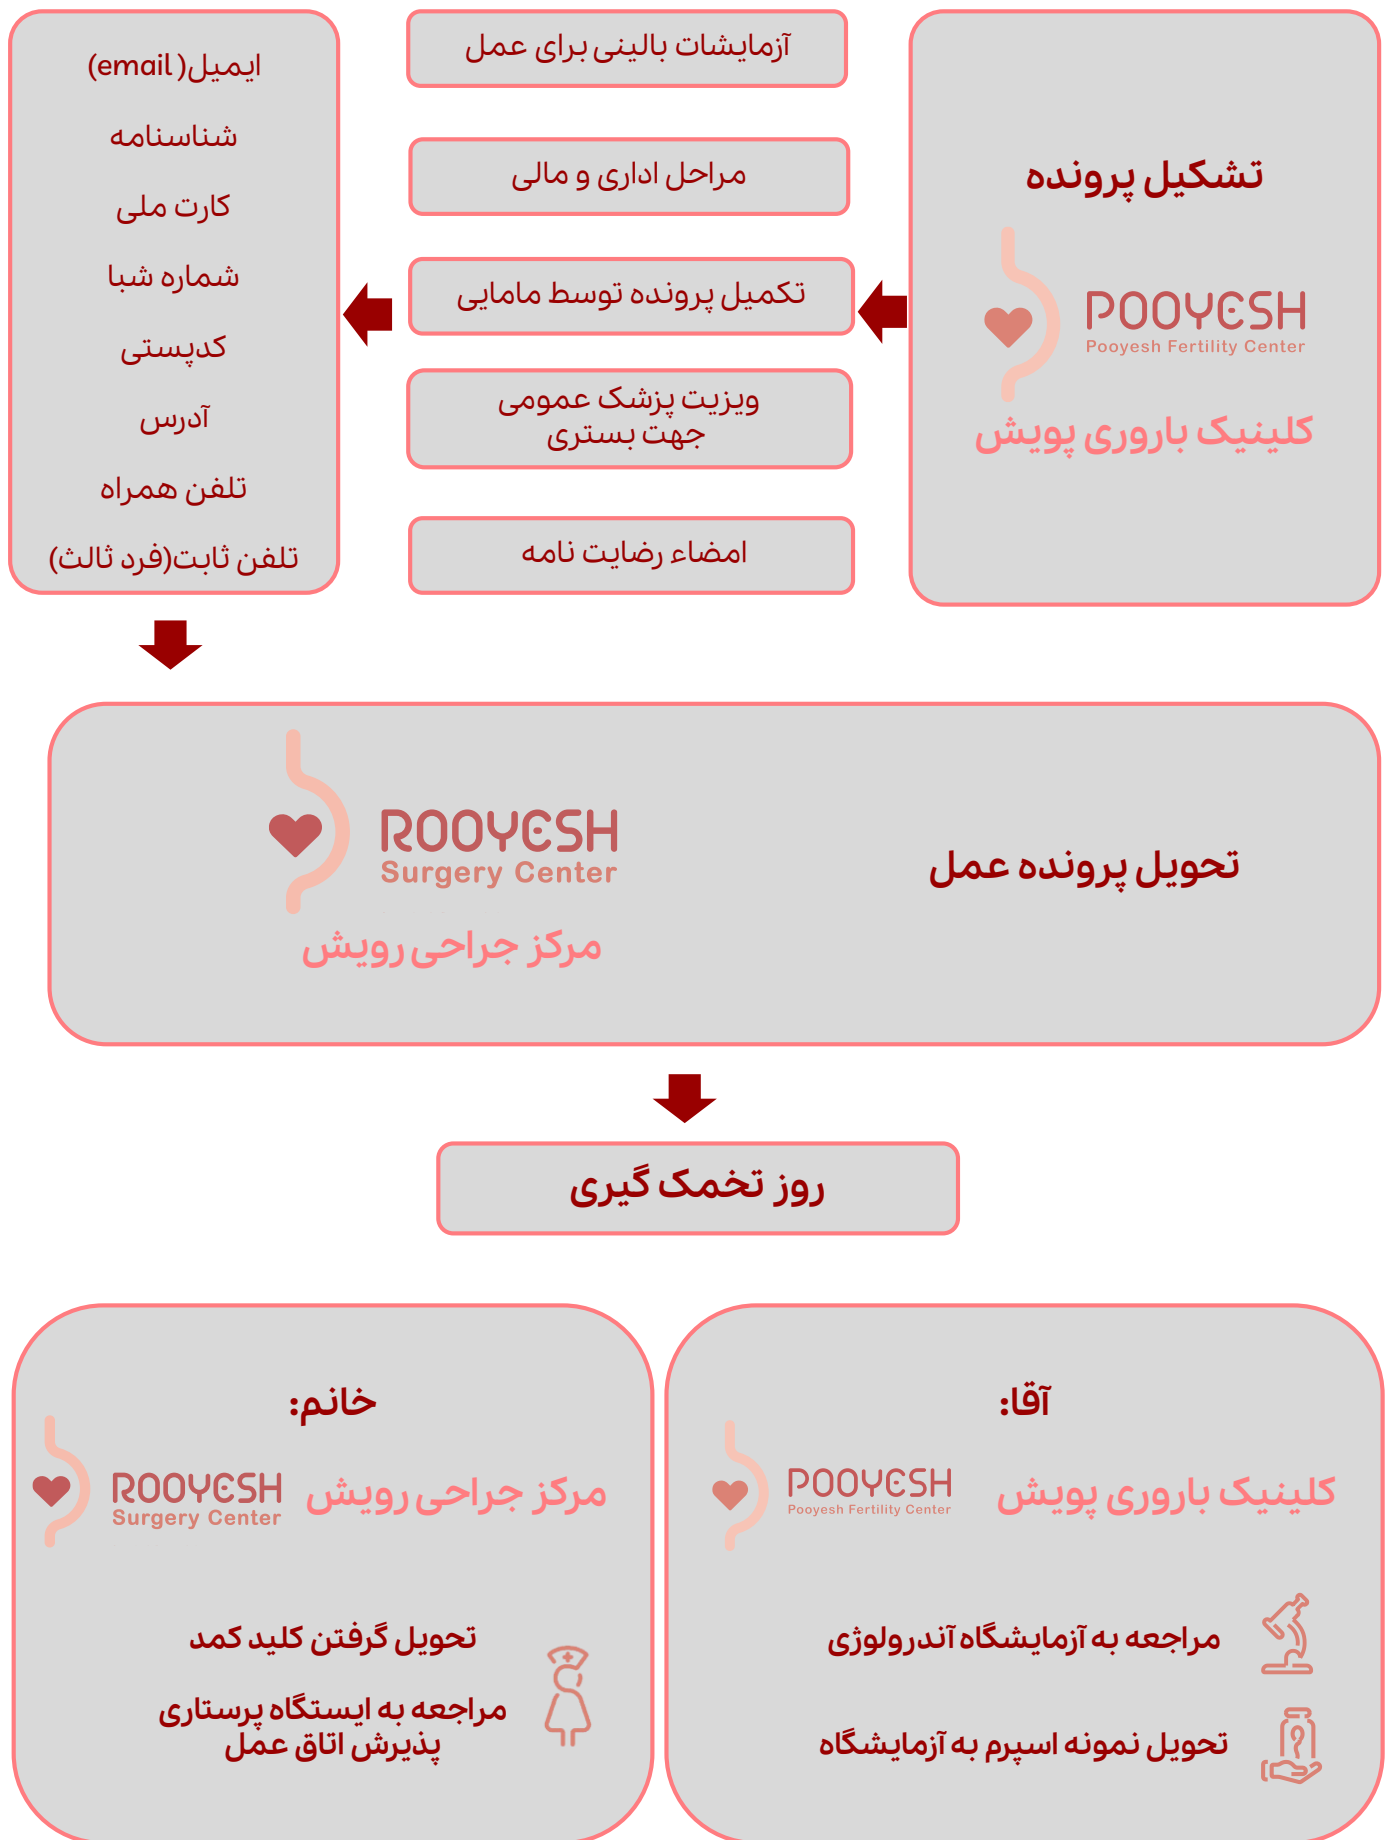 تشکیل پرونده
POOYESH
Pooyesh Fertility Center
کلینیک باروری پویش
آزمایشات بالینی برای عمل
مراحل اداری و مالی
تکمیل پرونده توسط مامایی
ویزیت پزشک عمومی
جهت بستری
امضاء رضایت نامه
ایمیل( email)
شناسنامه
کارت ملی
شماره شبا
کدپستی
آدرس
تلفن همراه
تلفن ثابت(فرد ثالث)
تحویل پرونده عمل
ROOYESH
Surgery Center
مرکز جراحی رویش
روز تخمک گیری
آقا:
کلینیک باروری پویش
POOYESH
Pooyesh Fertility Center
مراجعه به آزمایشگاه آندرولوژی
تحویل نمونه اسپرم به آزمایشگاه
خانم:
مرکز جراحی رویش
ROOYESH
Surgery Center
تحویل گرفتن کلید کمد
مراجعه به ایستگاه پرستاری
پذیرش اتاق عمل